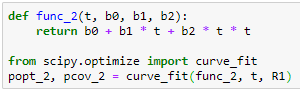 def func_2(t, b0, b1, b2):
    return b0 + b1 * t + b2 * t * t

from scipy.optimize import curve_fit
popt_2, pcov_2 = curve_fit(func_2, t, R1)